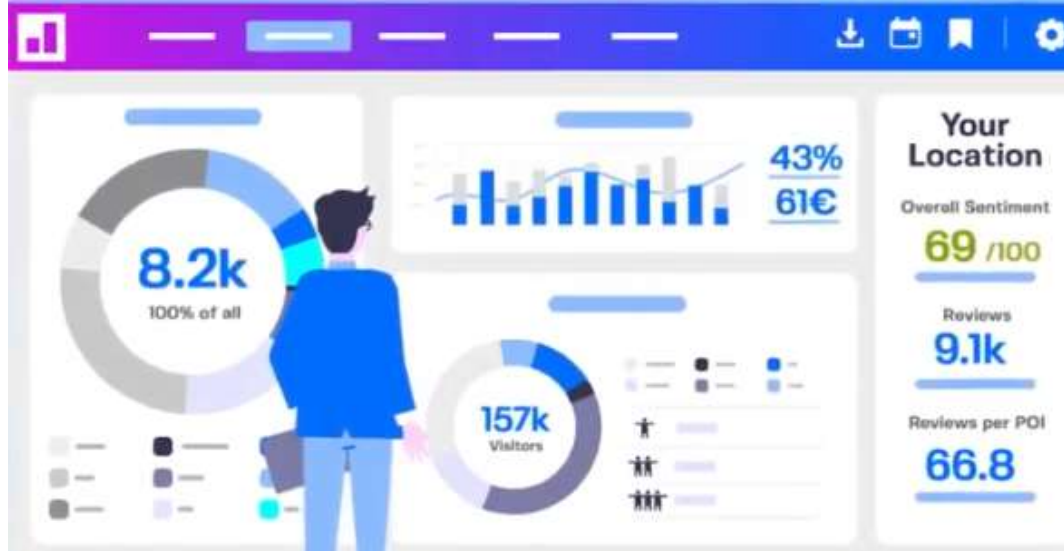 8.2k
100% of all
43%
61€
157k
Visitors
Your
Location
Overall Sentiment
69 /100
Reviews
9.1k
Reviews per POI
66.8